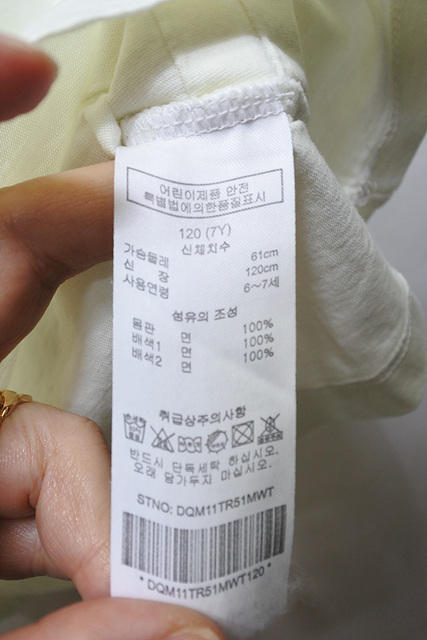 어린이제품 안전
특별법에의한품질표시
120 (7Y)
신체치수
가슴둘레 61cm
신 장 120cm
사용연령 6~7세
섬유의 조성
몸판 면 100%
배색1 면 100%
배색2 면 100%
취급상주의사항
반드시 단독세탁 하십시오.
오래 담가두지 마십시오.
STNO: DQM11TR51MWT
* DQM11TR51MWT120 *